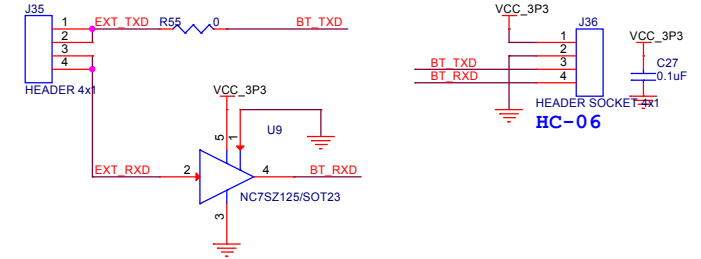 J35
1
2
3
4
HEADER 4x1
EXT_TXD
R55
0
BT_TXD
EXT_RXD
VCC_3P3
5
1
U9
2
4
BT_RXD
NC7SZ125/SOT23
3
VCC_3P3
J36
1
2
3
4
BT_TXD
BT_RXD
HEADER SOCKET 4x1
HC-06
VCC_3P3
C27
0.1uF